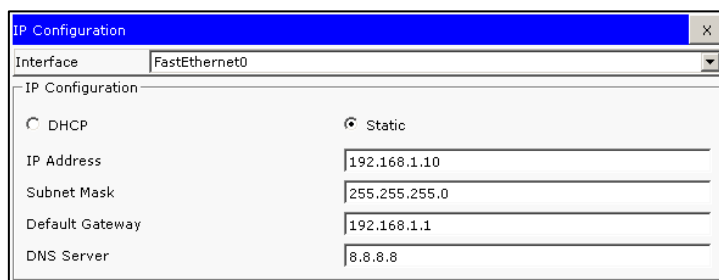 IP Configuration X
Interface FastEthernet0
IP Configuration
DHCP Static
IP Address 192.168.1.10
Subnet Mask 255.255.255.0
Default Gateway 192.168.1.1
DNS Server 8.8.8.8